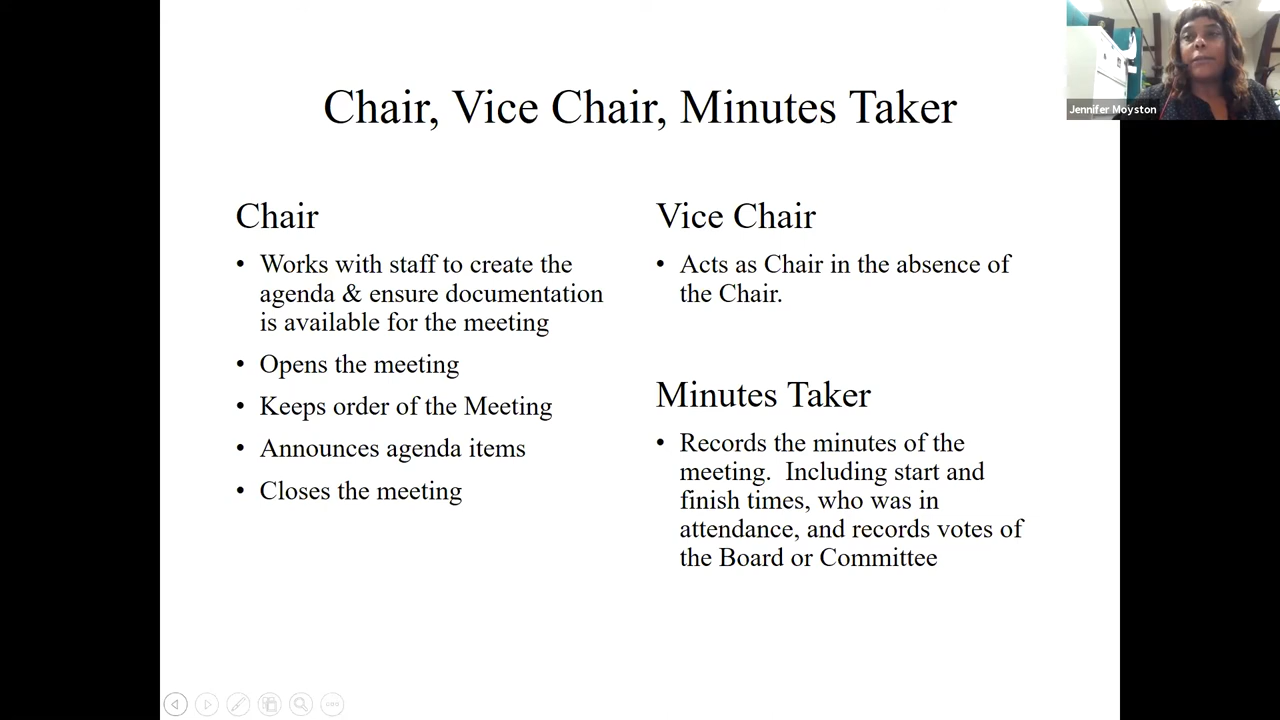 Chair, Vice Chair, Minutes Taker
Chair
• Works with staff to create the
agenda & ensure documentation
is available for the meeting
• Opens the meeting
• Keeps order of the Meeting
• Announces agenda items
• Closes the meeting
Vice Chair
• Acts as Chair in the absence of
the Chair.
Minutes Taker
• Records the minutes of the
meeting.  Including start and
finish times, who was in
attendance, and records votes of
the Board or Committee
Jennifer Moyston